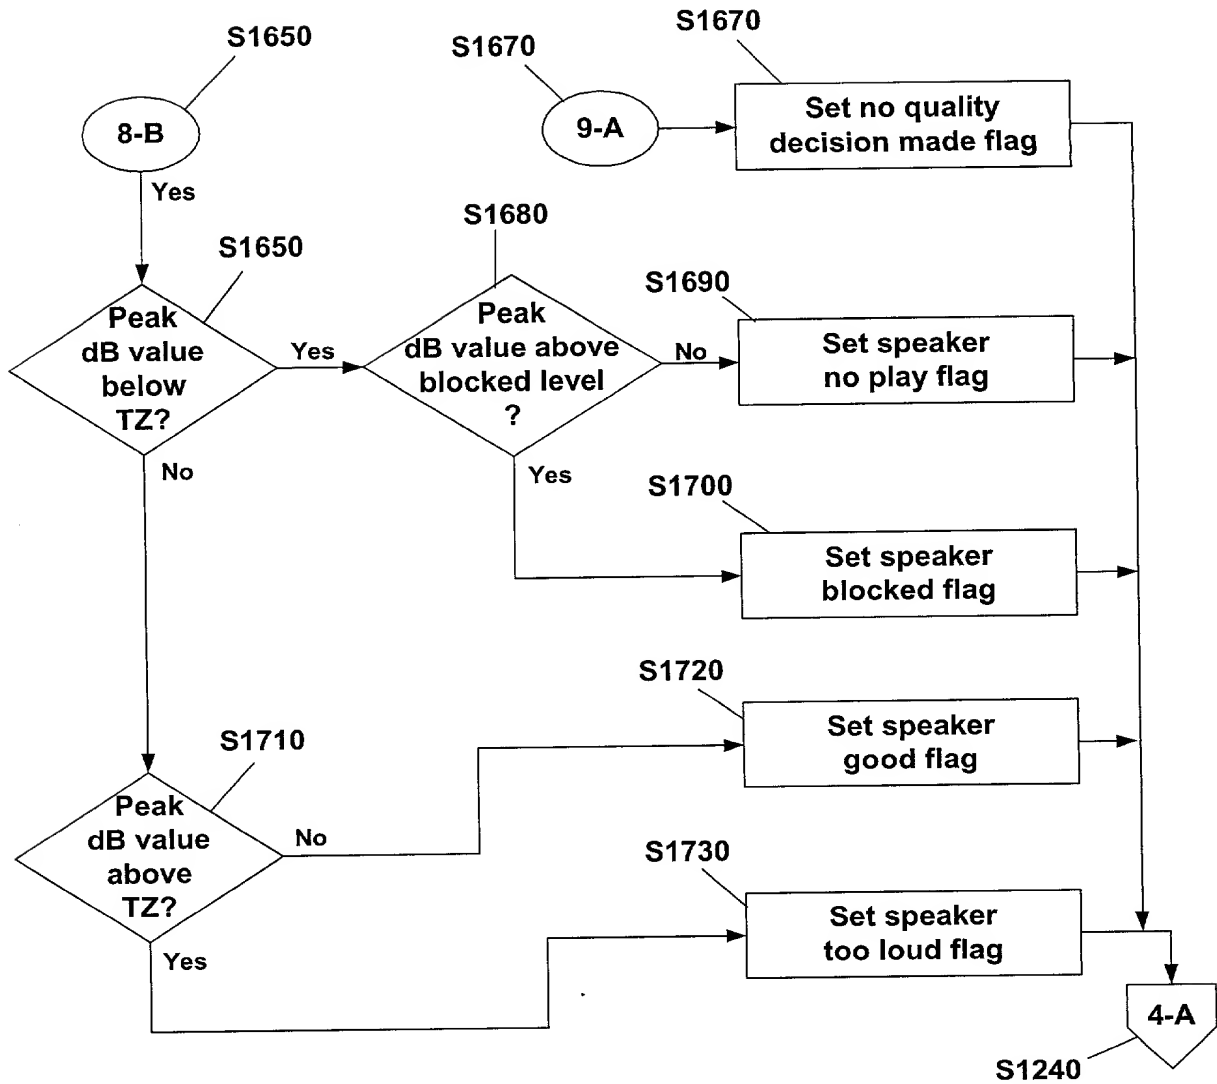 S1650
S1670
S1670
8-B
9-A
Set no quality
decision made flag
Yes
S1650
S1680
S1690
Peak
dB value
below
TZ?
Yes
Peak
dB value above
blocked level
?
No
Set speaker
no play flag
No
Yes
S1700
Set speaker
blocked flag
S1710
S1720
Set speaker
good flag
Peak
dB value
above
TZ?
No
Yes
S1730
Set speaker
too loud flag
4-A
S1240